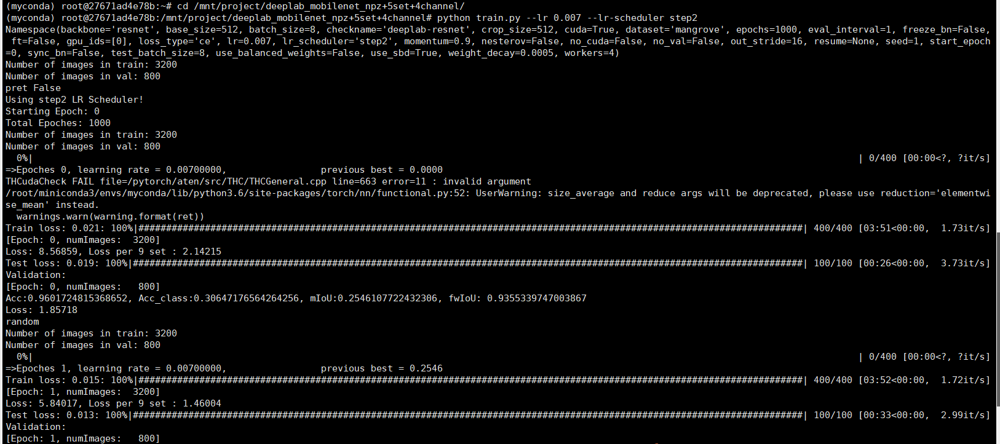 (myconda) root@27671ad4e78b:~# cd /mnt/project/deeplab_mobilenet_npz+5set+4channel/
(myconda) root@27671ad4e78b:/mnt/project/deeplab_mobilenet_npz+5set+4channel# python train.py --lr 0.007 --lr-scheduler step2
Namespace(backbone='resnet', base_size=512, batch_size=8, checkname='deeplab-resnet', crop_size=512, cuda=True, dataset='mangrove', epochs=1000, eval_interval=1, freeze_bn=False,
 ft=False, gpu_ids=[0], loss_type='ce', lr=0.007, lr_scheduler='step2', momentum=0.9, nesterov=False, no_cuda=False, no_val=False, out_stride=16, resume=None, seed=1, start_epoch
=0, sync_bn=False, test_batch_size=8, use_balanced_weights=False, use_sbd=True, weight_decay=0.0005, workers=4)
Number of images in train: 3200
Number of images in val: 800
pret False
Using step2 LR Scheduler!
Starting Epoch: 0
Total Epoches: 1000
Number of images in train: 3200
Number of images in val: 800
  0%|                                                          | 0/400 [00:00<?, ?it/s]
=>Epoches 0, learning rate = 0.00700000,                 previous best = 0.0000
THCudaCheck FAIL file=/pytorch/aten/src/THC/THCGeneral.cpp line=663 error=11 : invalid argument
/root/miniconda3/envs/myconda/lib/python3.6/site-packages/torch/nn/functional.py:52: UserWarning: size_average and reduce args will be deprecated, please use reduction='elementwi
se_mean' instead.
  warnings.warn(warning.format(ret))
Train loss: 0.021: 100%|########################################################################################################################| 400/400 [03:51<00:00,  1.73it/s]
[Epoch: 0, numImages:  3200]
Loss: 8.56859, Loss per 9 set : 2.14215
Test loss: 0.019: 100%|#########################################################################################################################| 100/100 [00:26<00:00,  3.73it/s]
Validation:
[Epoch: 0, numImages:   800]
Acc:0.9601724815368652, Acc_class:0.30647176564264256, mIoU:0.2546107722432306, fwIoU: 0.9355339747003867
Loss: 1.85718
random
Number of images in train: 3200
Number of images in val: 800
  0%|                                                          | 0/400 [00:00<?, ?it/s]
=>Epoches 1, learning rate = 0.00700000,                 previous best = 0.2546
Train loss: 0.015: 100%|########################################################################################################################| 400/400 [03:52<00:00,  1.72it/s]
[Epoch: 1, numImages:  3200]
Loss: 5.84017, Loss per 9 set : 1.46004
Test loss: 0.013: 100%|#########################################################################################################################| 100/100 [00:33<00:00,  2.99it/s]
Validation:
[Epoch: 1, numImages:   800]